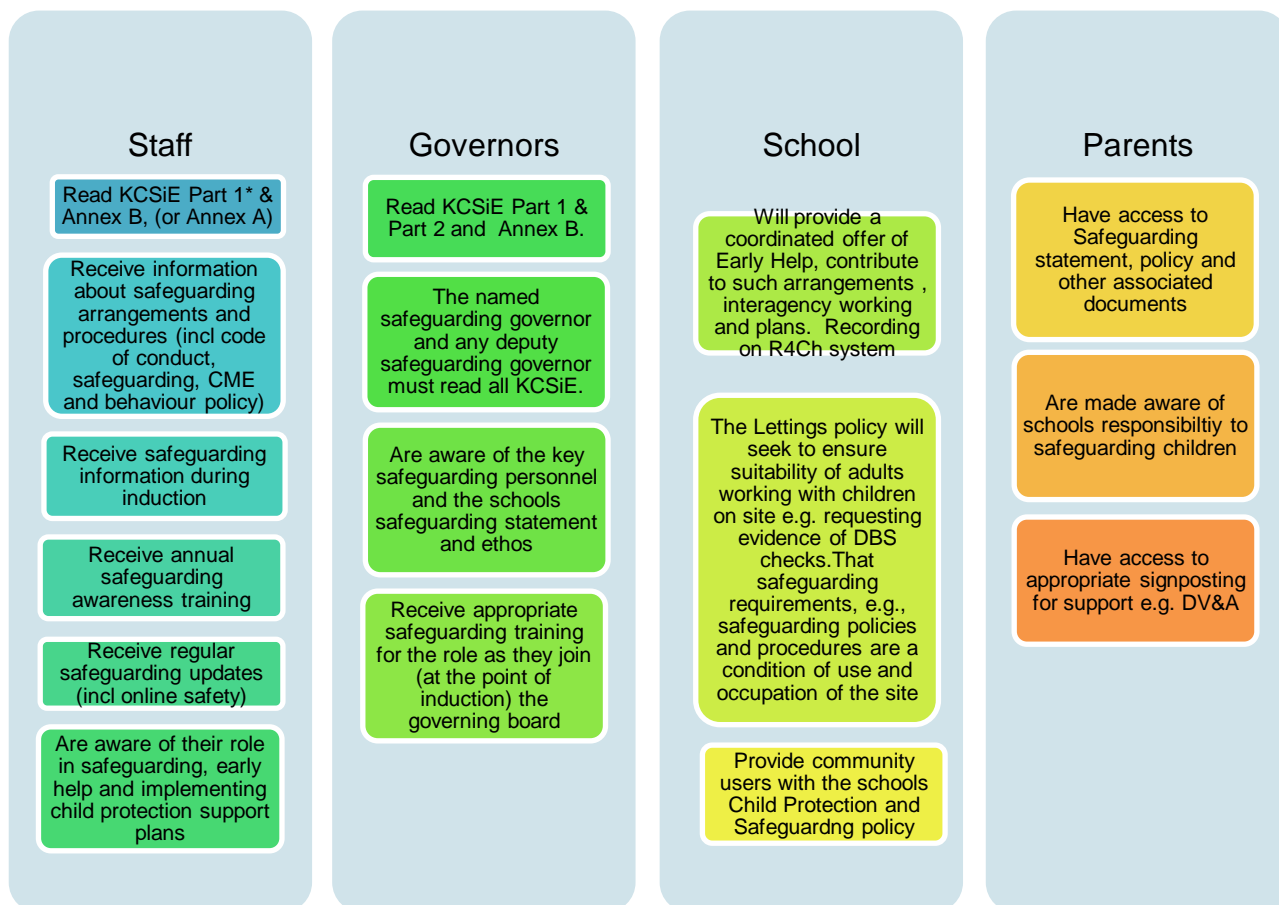 Staff
Read KCSiE Part 1* &
Annex B, (or Annex A)
Receive information
about safeguarding
arrangements and
procedures (incl code
of conduct,
safeguarding, CME
and behaviour policy)
Receive safeguarding
information during
induction
Receive annual
safeguarding
awareness training
Receive regular
safeguarding updates
(incl online safety)
Are aware of their role
in safeguarding, early
help and implementing
child protection support
plans
Governors
Read KCSiE Part 1 &
Part 2 and Annex B.
The named
safeguarding governor
and any deputy
safeguarding governor
must read all KCSiE.
Are aware of the key
safeguarding personnel
and the schools
safeguarding statement
and ethos
Receive appropriate
safeguarding training
for the role as they join
(at the point of
induction) the
governing board
School
Will provide a
coordinated offer of
Early Help, contribute
to such arrangements ,
interagency working
and plans. Recording
on R4Ch system
The Lettings policy will
seek to ensure
suitability of adults
working with children
on site e.g. requesting
evidence of DBS
checks.That
safeguarding
requirements, e.g.,
safeguarding policies
and procedures are a
condition of use and
occupation of the site
Provide community
users with the schools
Child Protection and
Safeguardng policy
Parents
Have access to
Safeguarding
statement, policy and
other associated
documents
Are made aware of
schools responsibiltiy to
safeguarding children
Have access to
appropriate signposting
for support e.g. DV&A